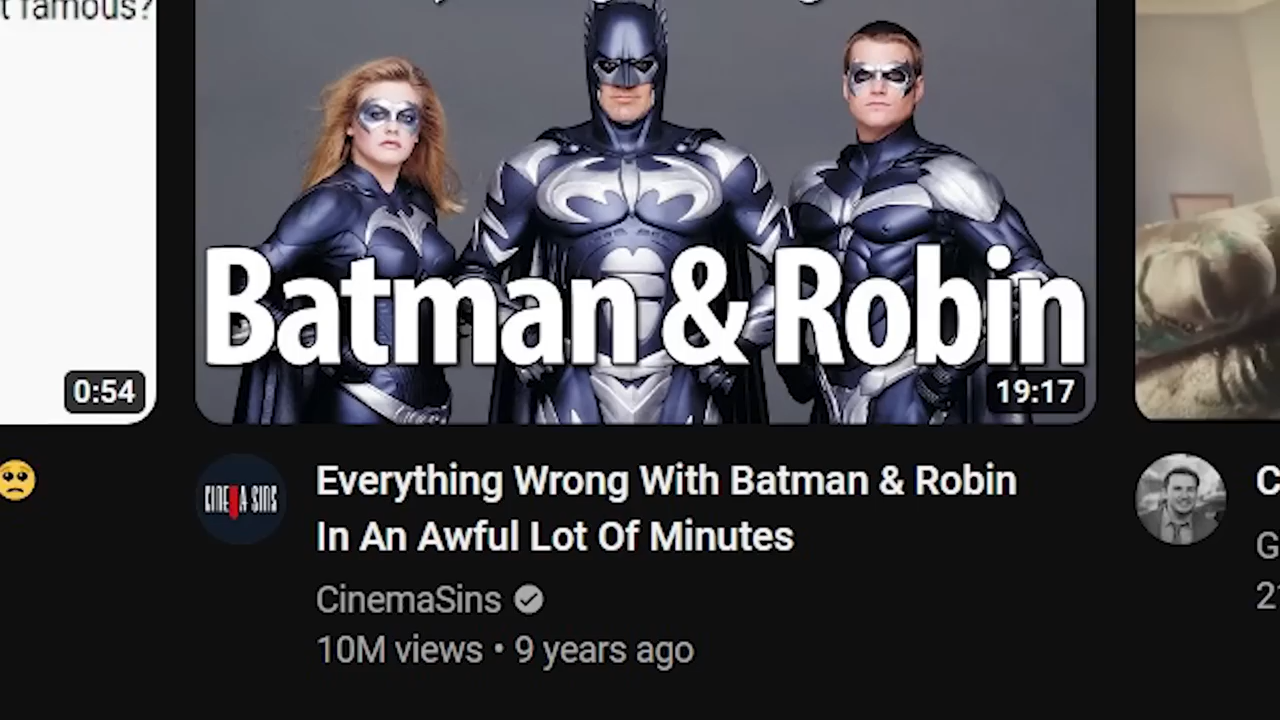 t famous?
Batman & Robin
0:54
19:17
CINEMA SINS
Everything Wrong With Batman & Robin
In An Awful Lot Of Minutes
CinemaSins
10M views • 9 years ago
C
G
2